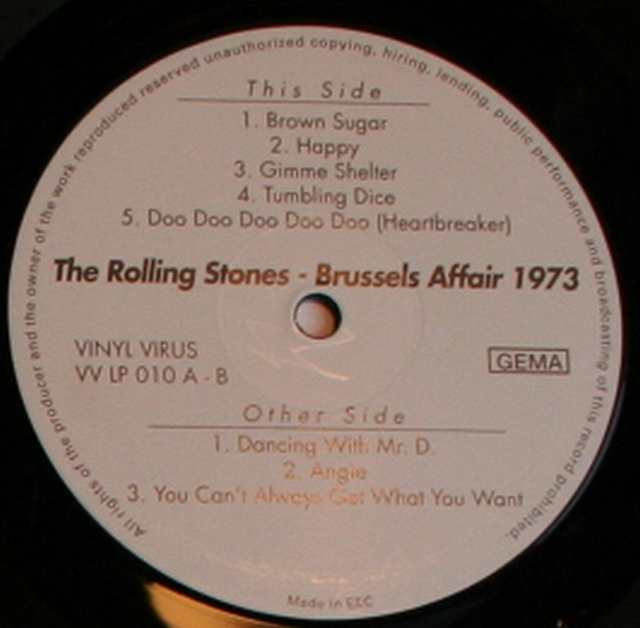 All rights of the producer and the owner of the work reproduced reserved unauthorized copying, hiring, lending, public performance and broadcasting of this record prohibited.
This Side
1. Brown Sugar
2. Happy
3. Gimme Shelter
4. Tumbling Dice
5. Doo Doo Doo Doo Doo (Heartbreaker)
The Rolling Stones - Brussels Affair 1973
VINYL VIRUS
VV LP 010 A - B
GEMA
Other Side
1. Dancing With Mr. D.
2. Angie
3. You Can't Always Get What You Want
Made in EEC